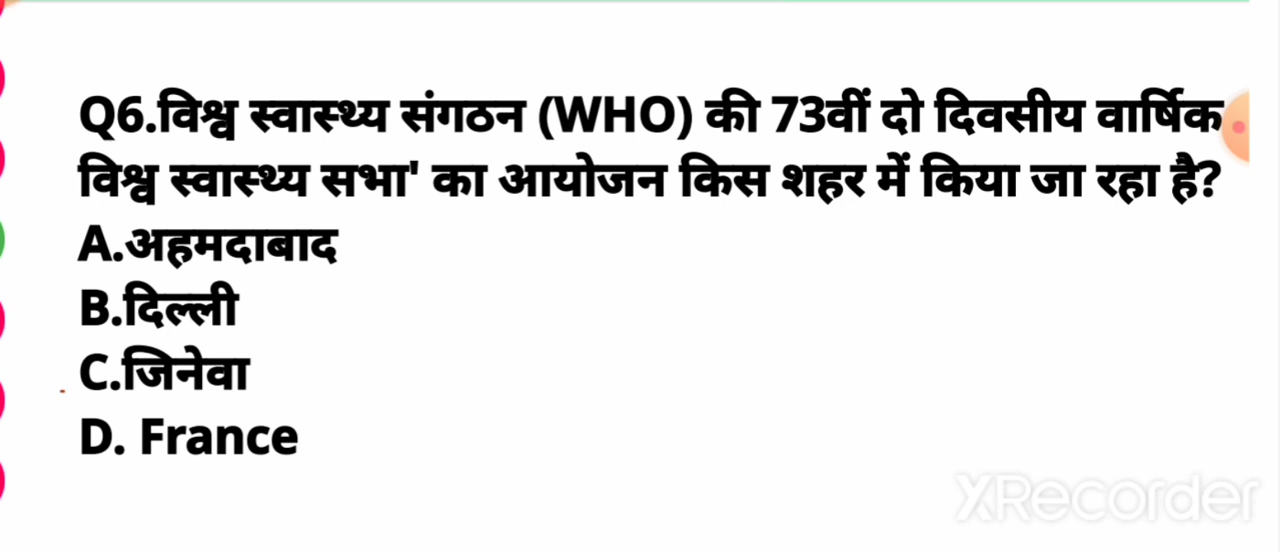 Q6.विश्व स्वास्थ्य संगठन (WHO) की 73वीं दो दिवसीय वार्षिक
विश्व स्वास्थ्य सभा' का आयोजन किस शहर में किया जा रहा है?
A.अहमदाबाद
B.दिल्ली
C.जिनेवा
D. France
XRecorder